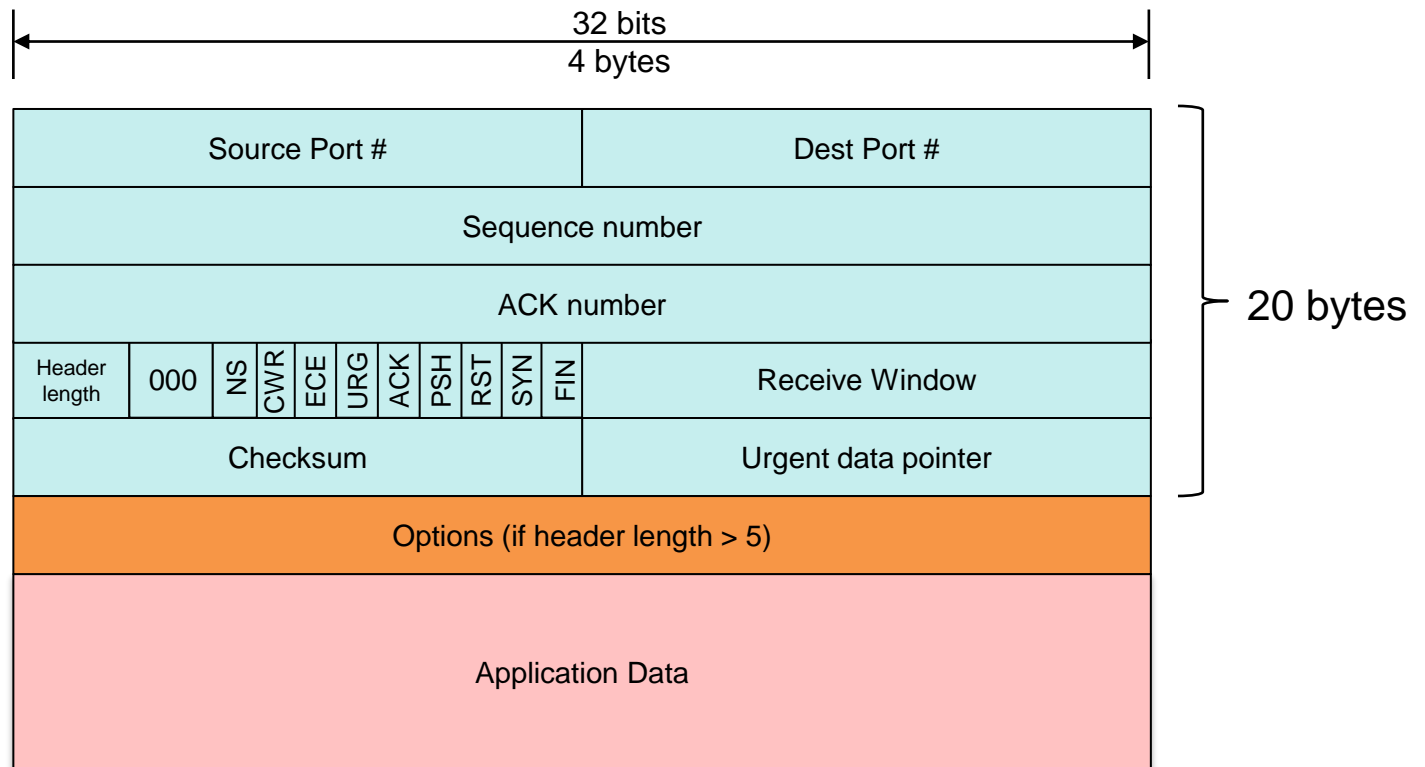 32 bits
4 bytes
Source Port #
Dest Port #
Sequence number
ACK number
20 bytes
Header
length
000
NS
CWR
ECE
URG
ACK
PSH
RST
SYN
FIN
Receive Window
Checksum
Urgent data pointer
Options (if header length > 5)
Application Data